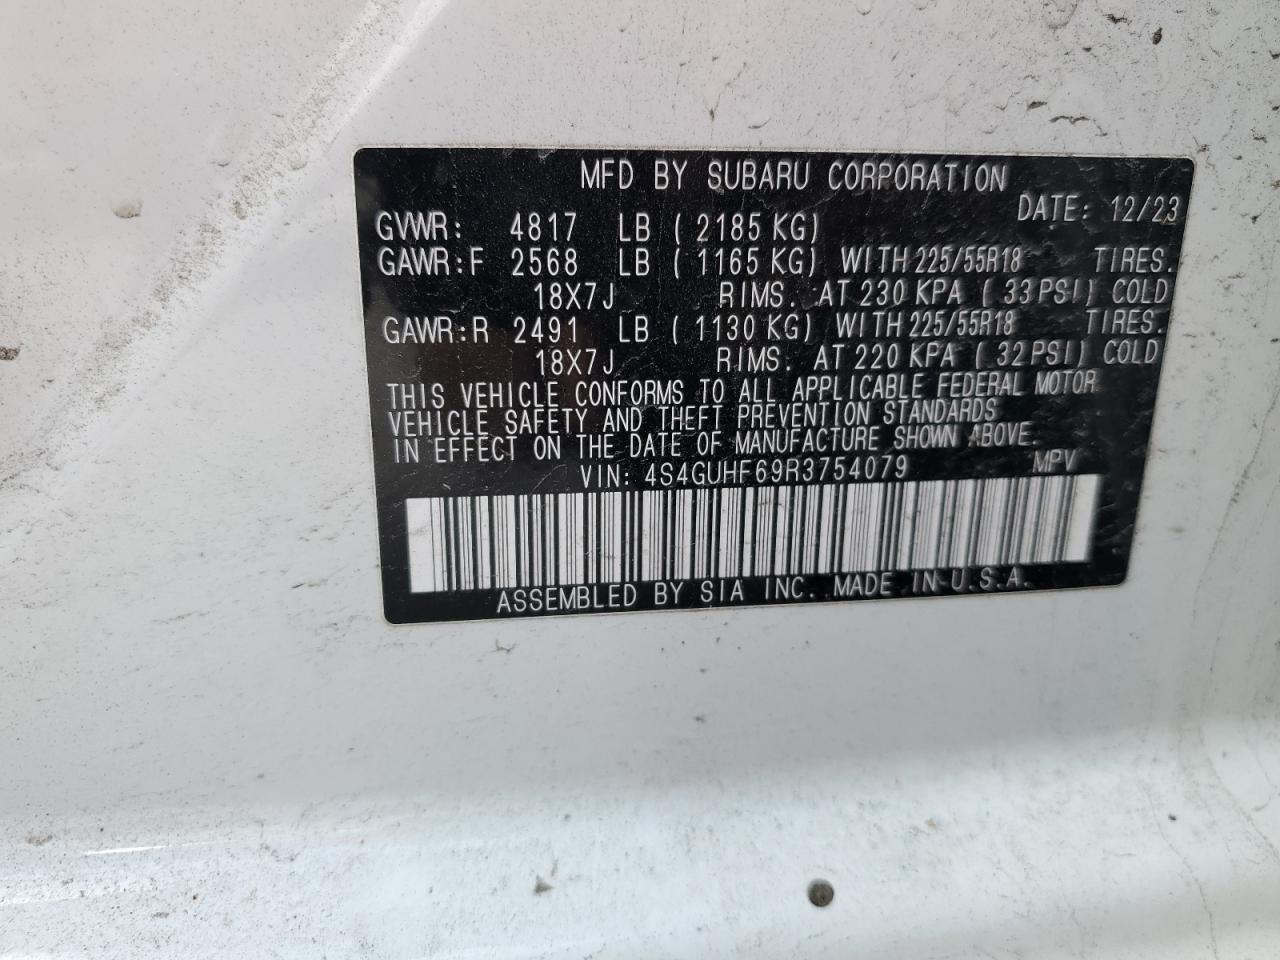 MFD BY SUBARU CORPORATION
DATE: 12/23
GVWR: 4817 LB ( 2185 KG)
GAWR:F 2568 LB ( 1165 KG) WITH 225/55R18 TIRES.
18X7J RIMS. AT 230 KPA ( 33PSI) COLD
GAWR:R 2491 LB ( 1130 KG) WITH 225/55R18 TIRES.
18X7J RIMS. AT 220 KPA ( 32PSI) COLD
THIS VEHICLE CONFORMS TO ALL APPLICABLE FEDERAL MOTOR
VEHICLE SAFETY AND THEFT PREVENTION STANDARDS
IN EFFECT ON THE DATE OF MANUFACTURE SHOWN ABOVE.
VIN: 4S4GUHF69R3754079 MPV
ASSEMBLED BY SIA INC. MADE IN U.S.A.